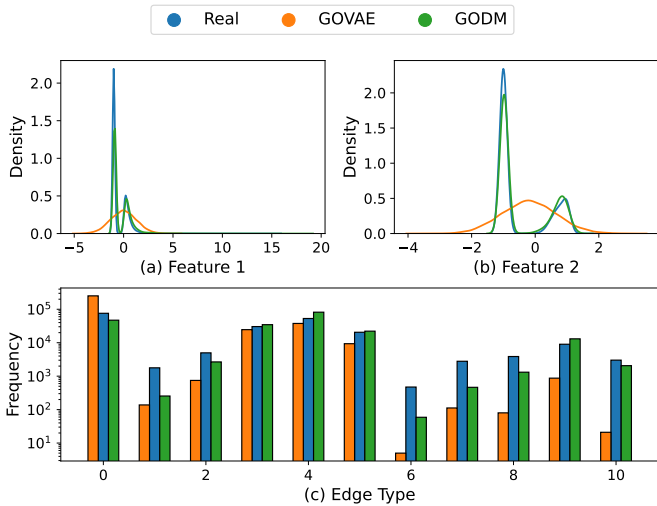 Real GOVAE GODM
2.0
1.5
1.0
0.5
0.0
Density
−5 0 5 10 15 20
(a) Feature 1
2.0
1.5
1.0
0.5
0.0
Density
−4 −2 0 2
(b) Feature 2
10^5
10^4
10^3
10^2
10^1
Frequency
0 2 4 6 8 10
(c) Edge Type